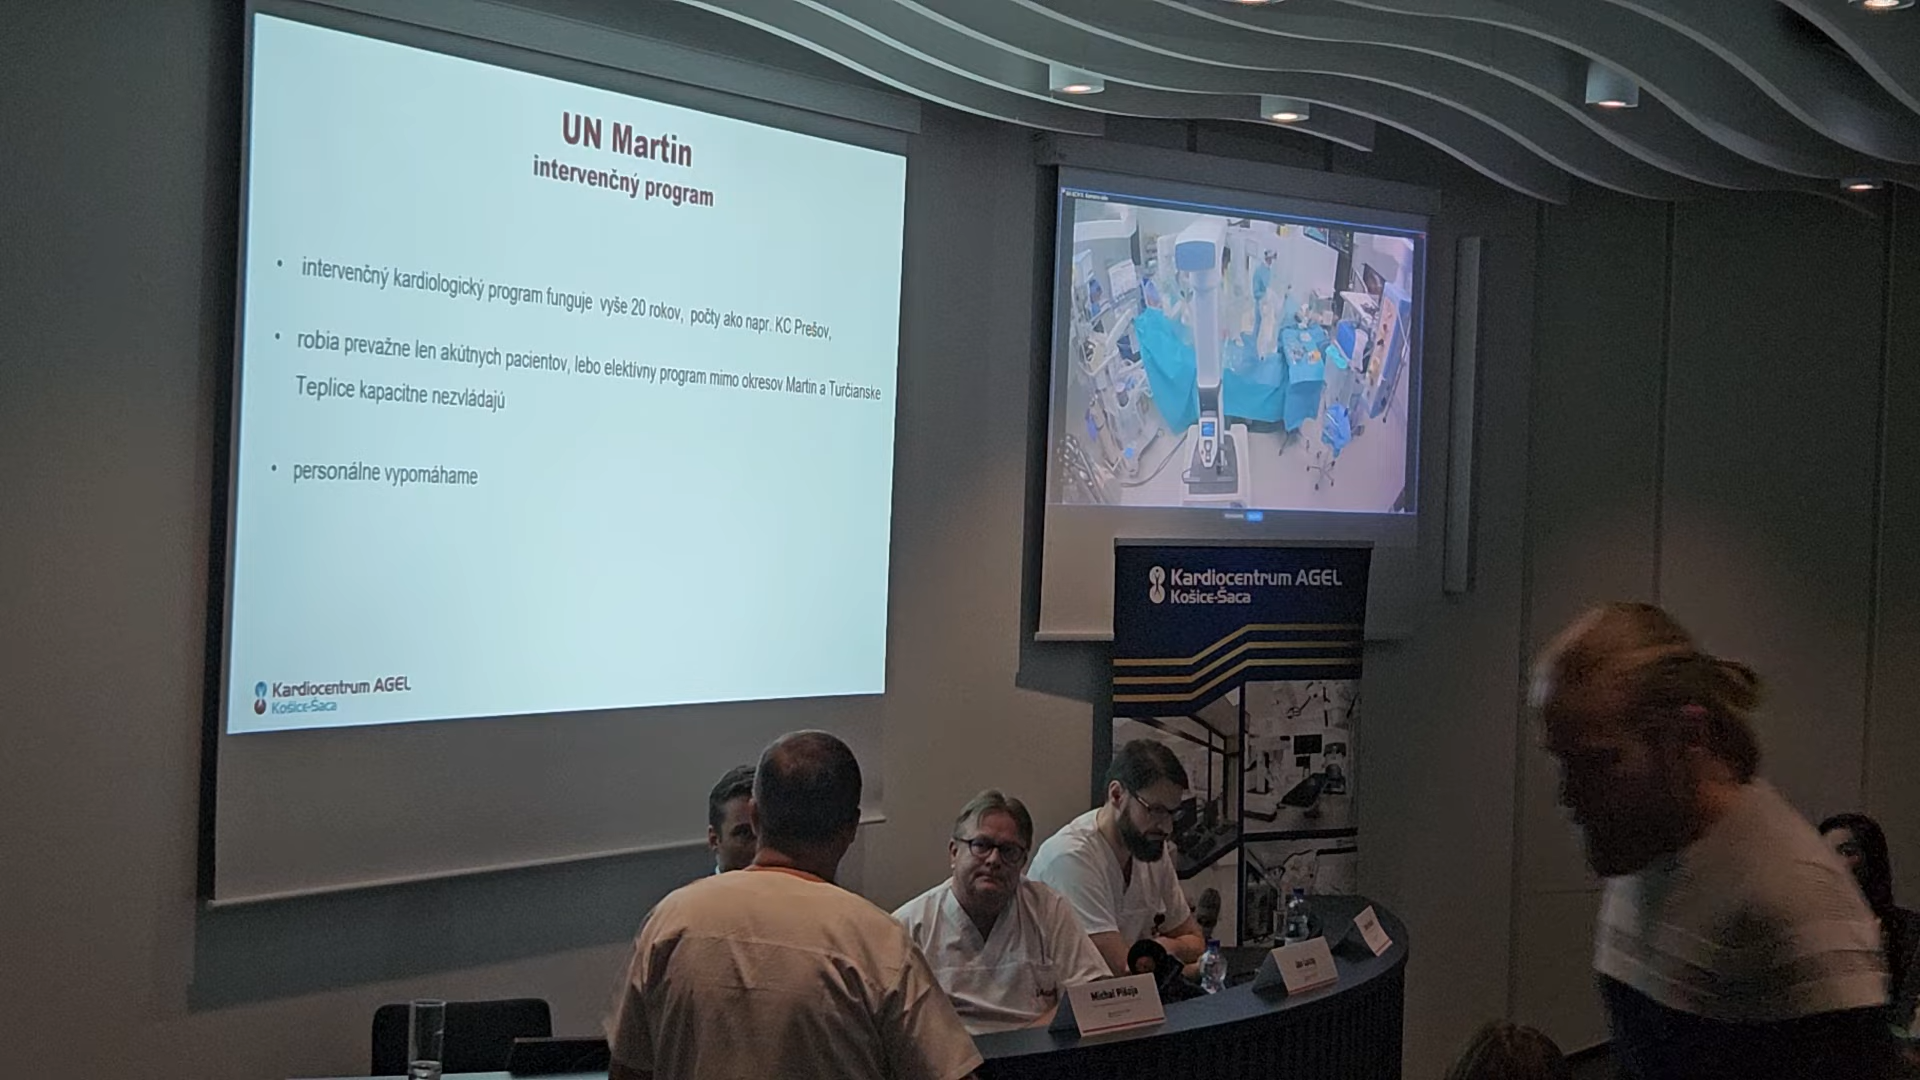 UN Martin
intervenčný program
• intervenčný kardiologický program funguje vyše 20 rokov, počty ako napr. KC Prešov,
• robia prevažne len akútnych pacientov, lebo elektívny program mimo okresov Martin a Turčianske
Teplice kapacitne nezvládajú
• personálne vypomáhame
Kardiocentrum AGEL
Košice-Šaca
Kardiocentrum AGEL
Košice-Šaca
Michal Pišoja